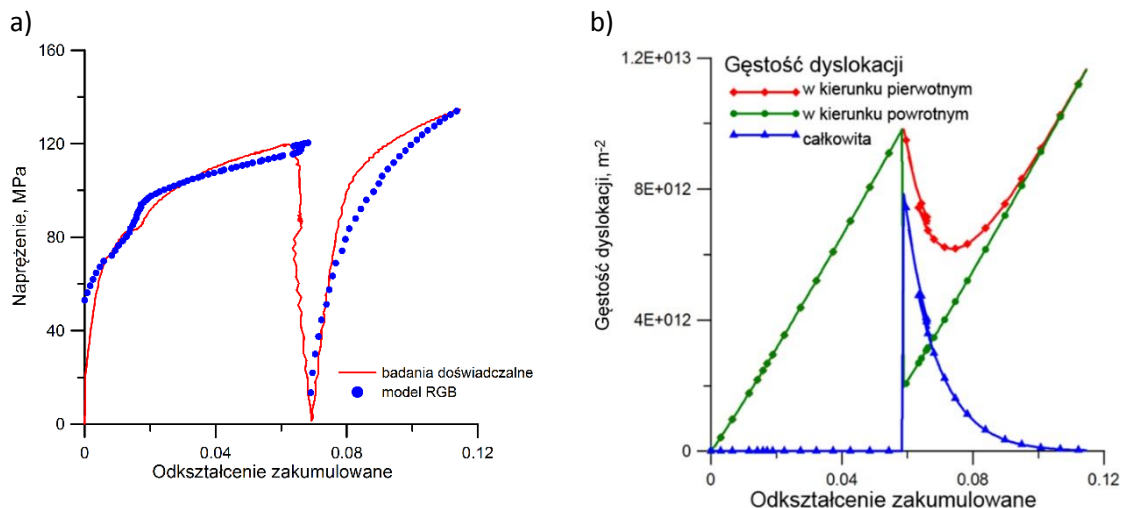 a)
160
120
80
40
0
Naprężenie, MPa
badania doświadczalne
model RGB
0
0.04
0.08
0.12
Odkształcenie zakumulowane
b)
1.2E+013
8E+012
4E+012
0
Gęstość dyslokacji, m-2
Gęstość dyslokacji
w kierunku pierwotnym
w kierunku powrotnym
całkowita
0
0.04
0.08
0.12
Odkształcenie zakumulowane